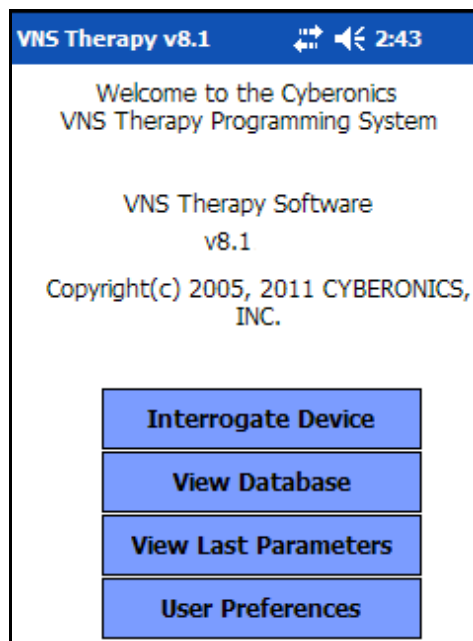 VNS Therapy v8.1 2:43
Welcome to the Cyberonics
VNS Therapy Programming System
VNS Therapy Software
v8.1
Copyright(c) 2005, 2011 CYBERONICS,
INC.
Interrogate Device
View Database
View Last Parameters
User Preferences